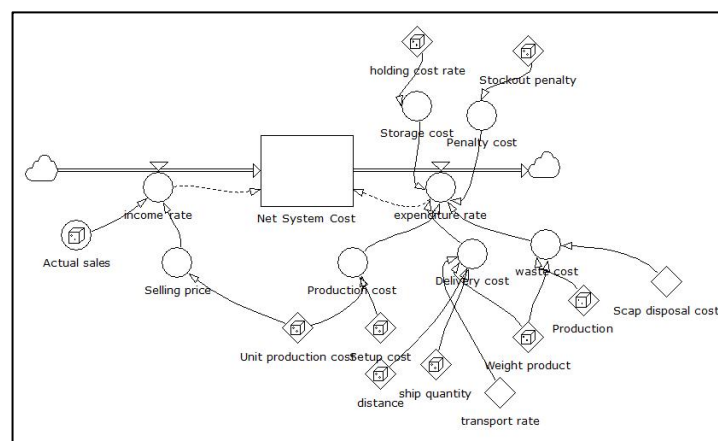 holding cost rate
Stockout penalty
Storage cost
Penalty cost
income rate
Net System Cost
expenditure rate
Actual sales
Selling price
Production cost
Delivery cost
waste cost
Scap disposal cost
Unit production cost
Setup cost
Production
Weight product
distance
ship quantity
transport rate